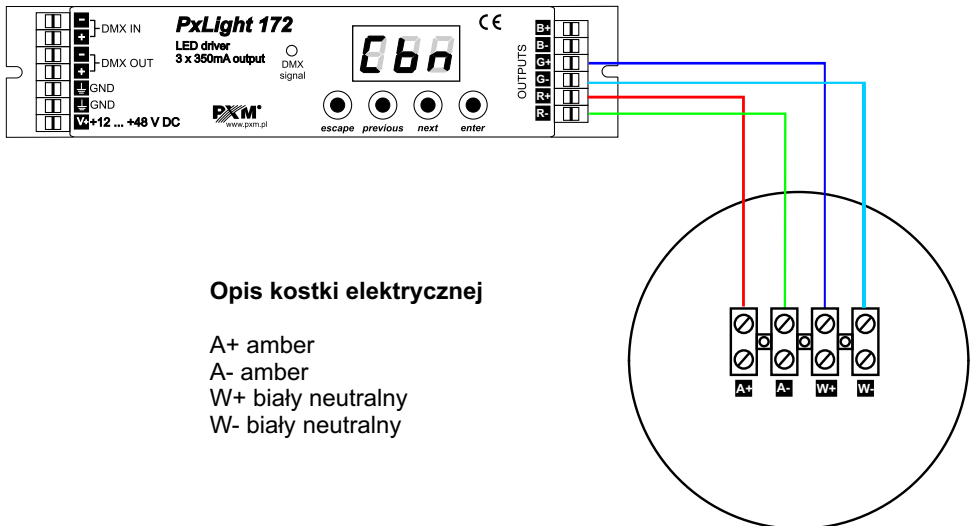 -
+
DMX IN
-
+
DMX OUT
GND
GND
V+ +12 ... +48 V DC
PxLight 172
LED driver
3 x 350mA output
DMX
signal
PXM
www.pxm.pl
Cbn
escape previous next enter
CE
OUTPUTS
B+
B-
G+
G-
R+
R-
Opis kostki elektrycznej
A+ amber
A- amber
W+ biały neutralny
W- biały neutralny
A+ A- W+ W-